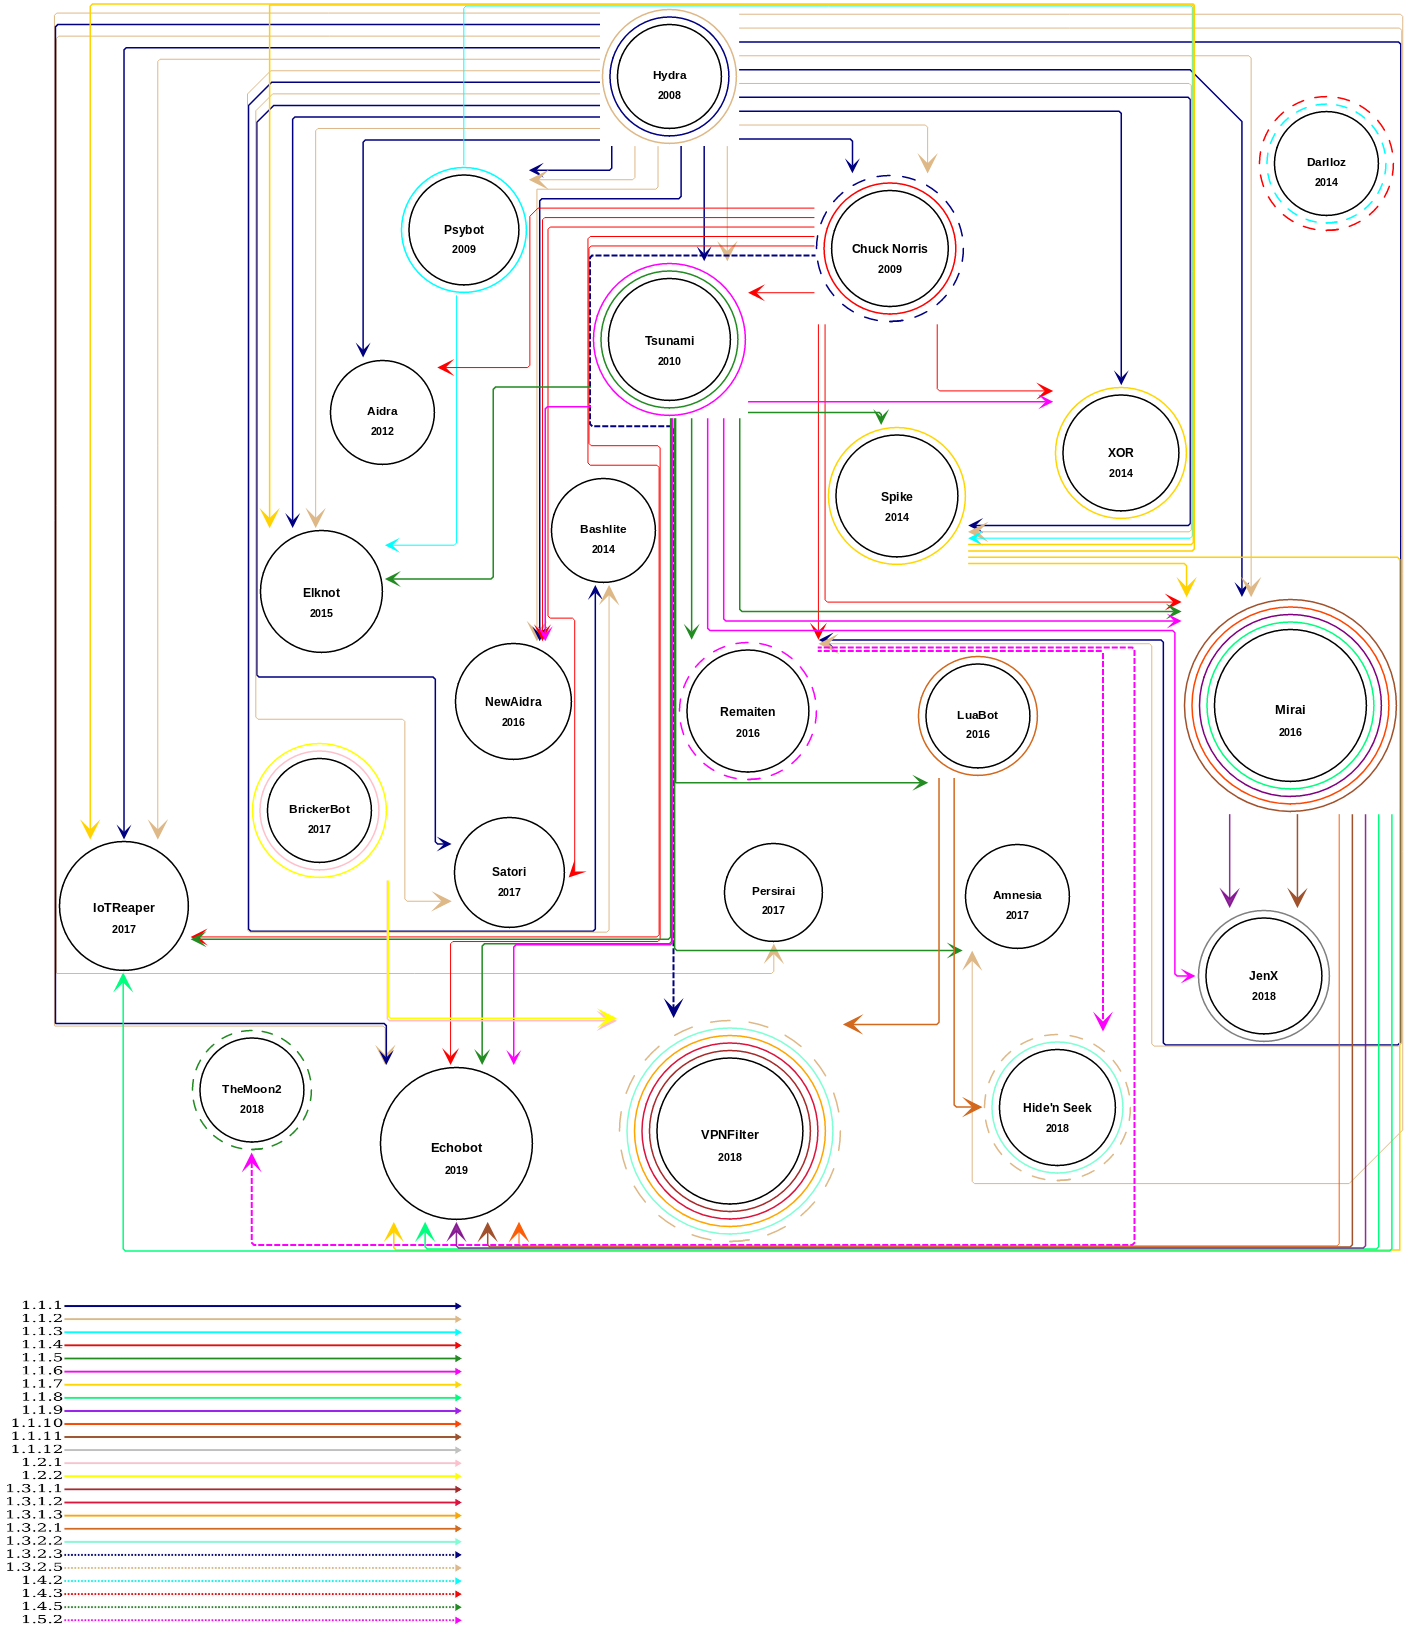 Hydra
2008
Darlloz
2014
Psybot
2009
Chuck Norris
2009
Tsunami
2010
Aidra
2012
XOR
2014
Spike
2014
Bashlite
2014
Elknot
2015
NewAidra
2016
Remaiten
2016
LuaBot
2016
Mirai
2016
BrickerBot
2017
Satori
2017
Persirai
2017
Amnesia
2017
IoTReaper
2017
JenX
2018
TheMoon2
2018
Echobot
2019
VPNFilter
2018
Hide'n Seek
2018
1.1.1
1.1.2
1.1.3
1.1.4
1.1.5
1.1.6
1.1.7
1.1.8
1.1.9
1.1.10
1.1.11
1.1.12
1.2.1
1.2.2
1.3.1.1
1.3.1.2
1.3.1.3
1.3.2.1
1.3.2.2
1.3.2.3
1.3.2.5
1.4.2
1.4.3
1.4.5
1.5.2